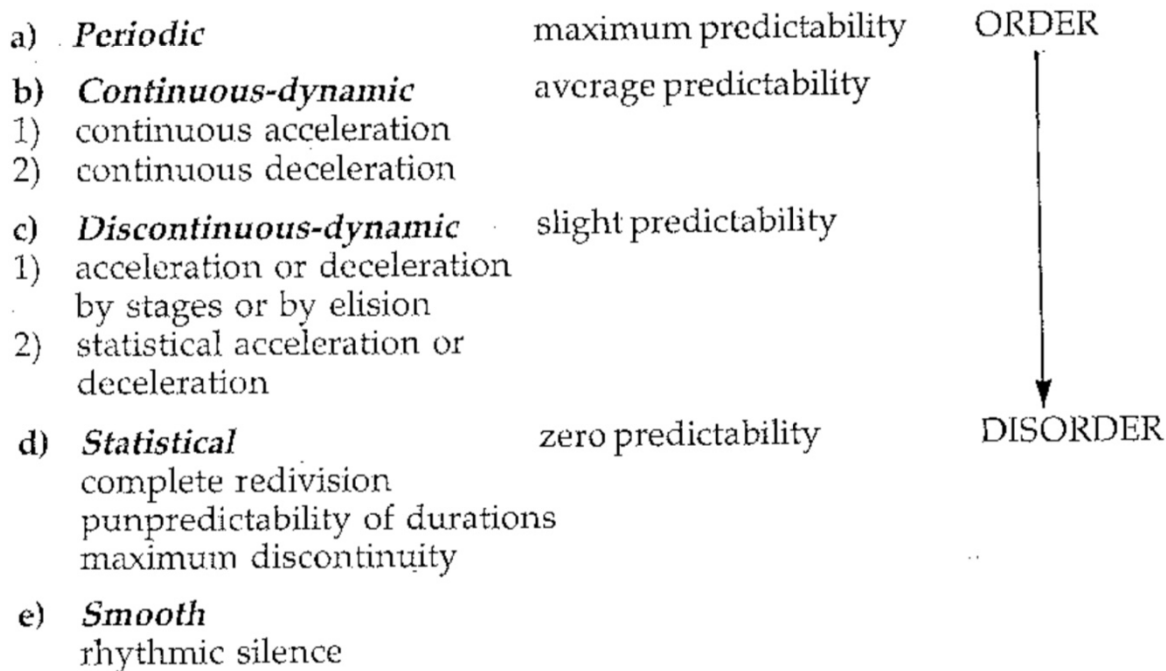 a) Periodic maximum predictability ORDER
b) Continuous-dynamic average predictability
1) continuous acceleration
2) continuous deceleration
c) Discontinuous-dynamic slight predictability
1) acceleration or deceleration
by stages or by elision
2) statistical acceleration or
deceleration
d) Statistical zero predictability DISORDER
complete redivision
punpredictability of durations
maximum discontinuity
e) Smooth
rhythmic silence